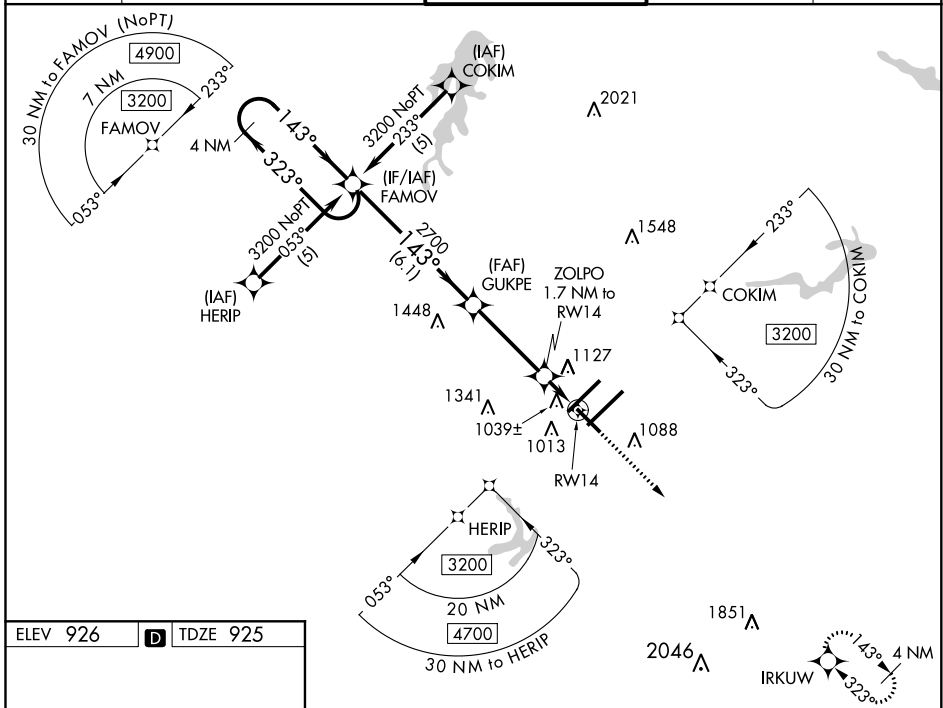 30 NM to FAMOV (NoPT)
4900
7 NM
3200
233°
FAMOV
053°
4 NM
143°
323°
(IAF)
COKIM
3200 NoPT
233°
(5)
2021
(IF/IAF)
FAMOV
3200 NoPT
053°
(5)
(IAF)
HERIP
2700
143°
(6.1)
(FAF)
GUKPE
1548
ZOLPO
1.7 NM to
RW14
1448
1127
1341
1039±
1013
1088
RW14
233°
COKIM
3200
323°
30 NM to COKIM
HERIP
3200
053°
323°
20 NM
4700
30 NM to HERIP
1851
2046
IRKUW
143°
323°
4 NM
ELEV 926 D TDZE 925